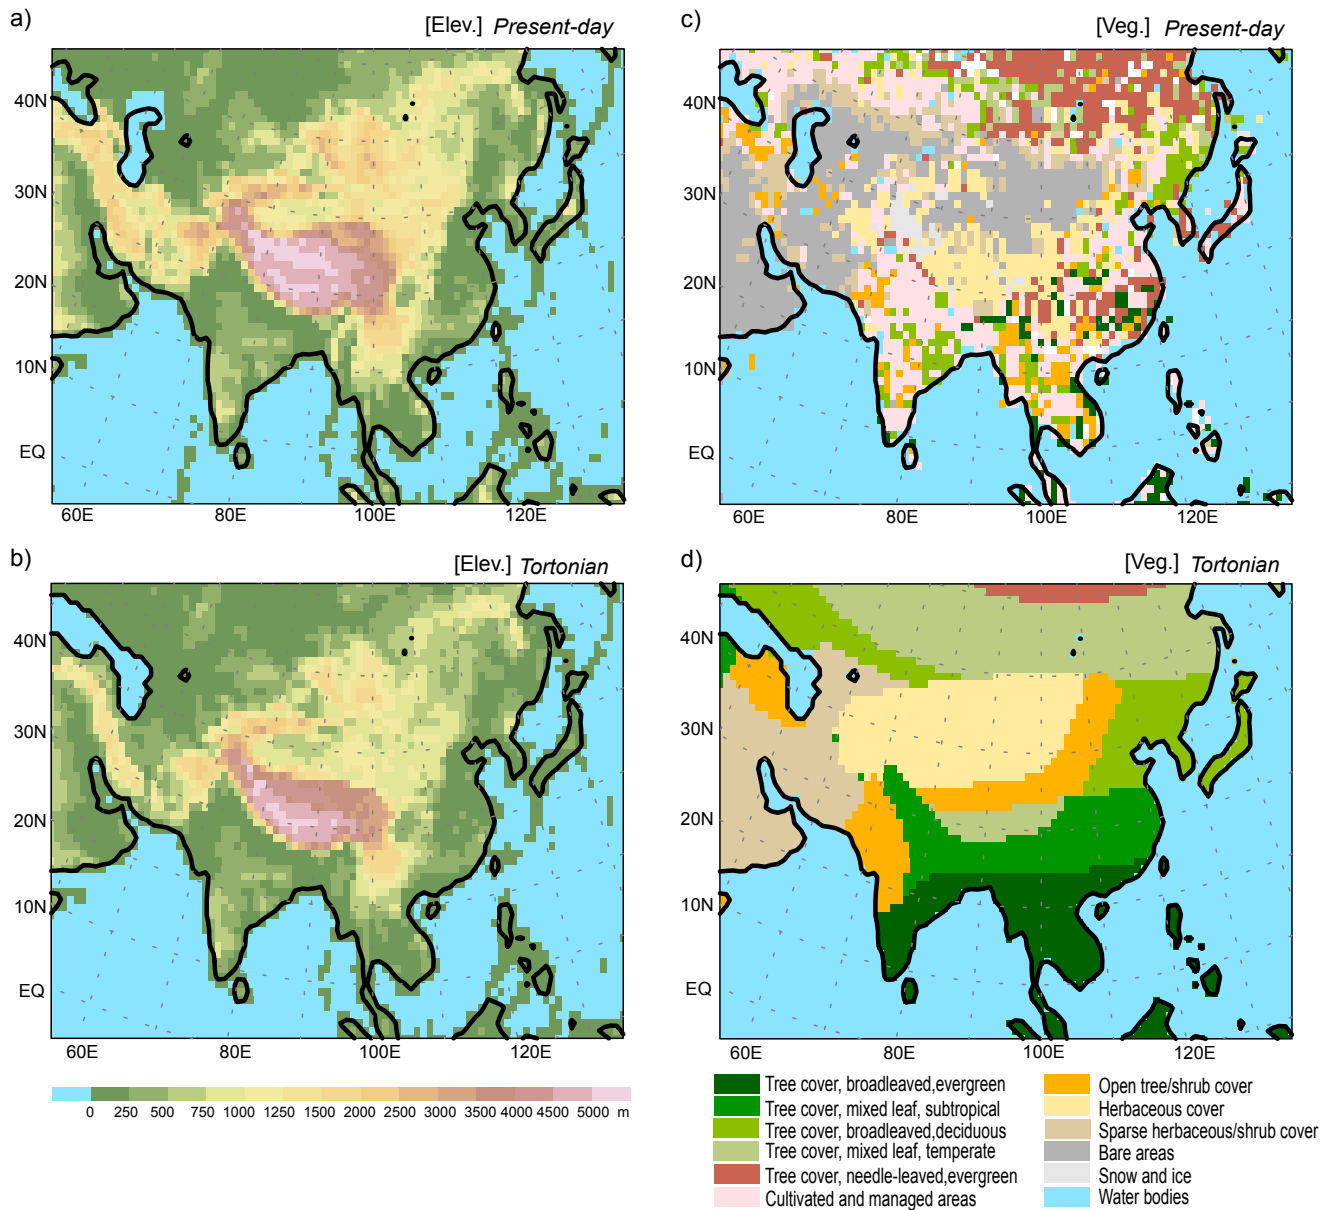 a)
[Elev.] Present-day
40N
30N
20N
10N
EQ
60E
80E
100E
120E
c)
[Veg.] Present-day
40N
30N
20N
10N
EQ
60E
80E
100E
120E
b)
[Elev.] Tortonian
40N
30N
20N
10N
EQ
60E
80E
100E
120E
d)
[Veg.] Tortonian
40N
30N
20N
10N
EQ
60E
80E
100E
120E
0 250 500 750 1000 1250 1500 2000 2500 3000 3500 4000 4500 5000 m
Tree cover, broadleaved,evergreen
Tree cover, mixed leaf, subtropical
Tree cover, broadleaved,deciduous
Tree cover, mixed leaf, temperate
Tree cover, needle-leaved,evergreen
Cultivated and managed areas
Open tree/shrub cover
Herbaceous cover
Sparse herbaceous/shrub cover
Bare areas
Snow and ice
Water bodies